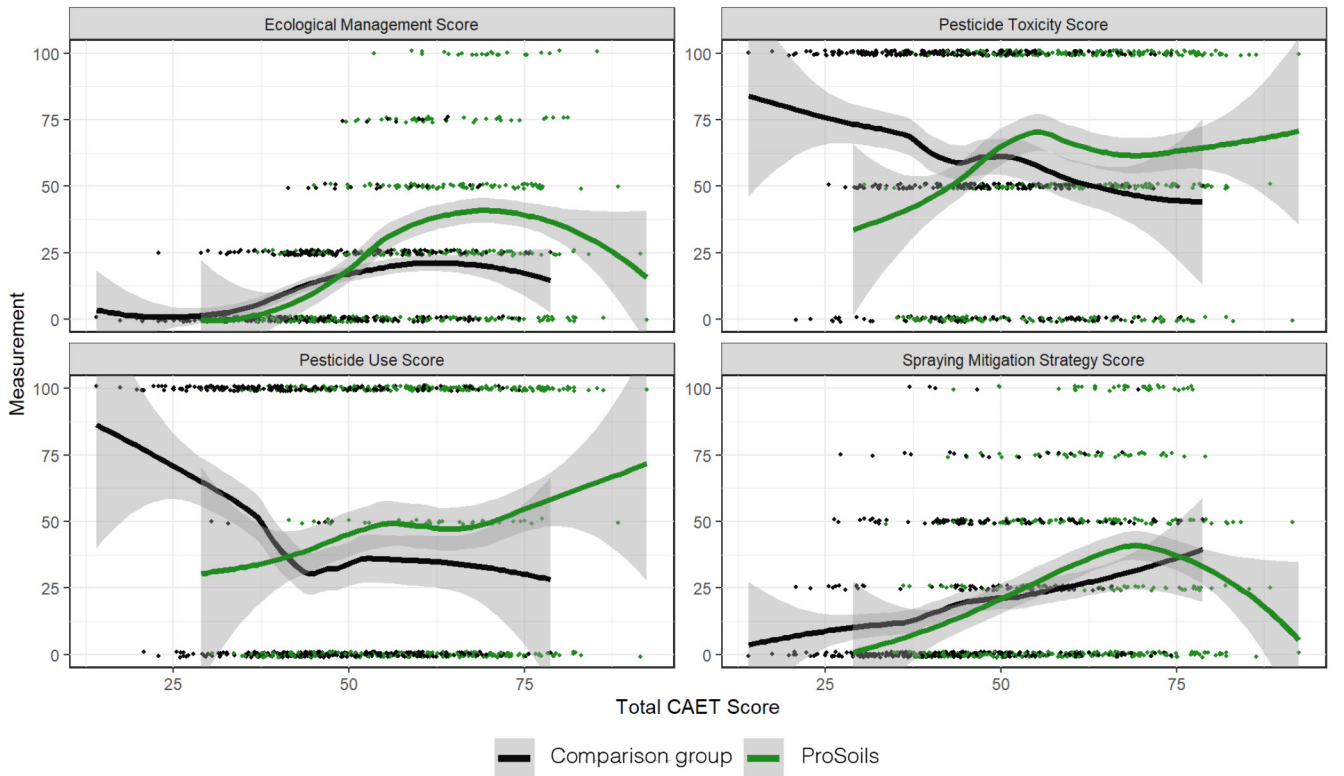 Ecological Management Score
Pesticide Toxicity Score
100
75
50
25
0
100
75
50
25
0
Measurement
Pesticide Use Score
Spraying Mitigation Strategy Score
100
75
50
25
0
100
75
50
25
0
25 50 75
25 50 75
Total CAET Score
Comparison group ProSoils